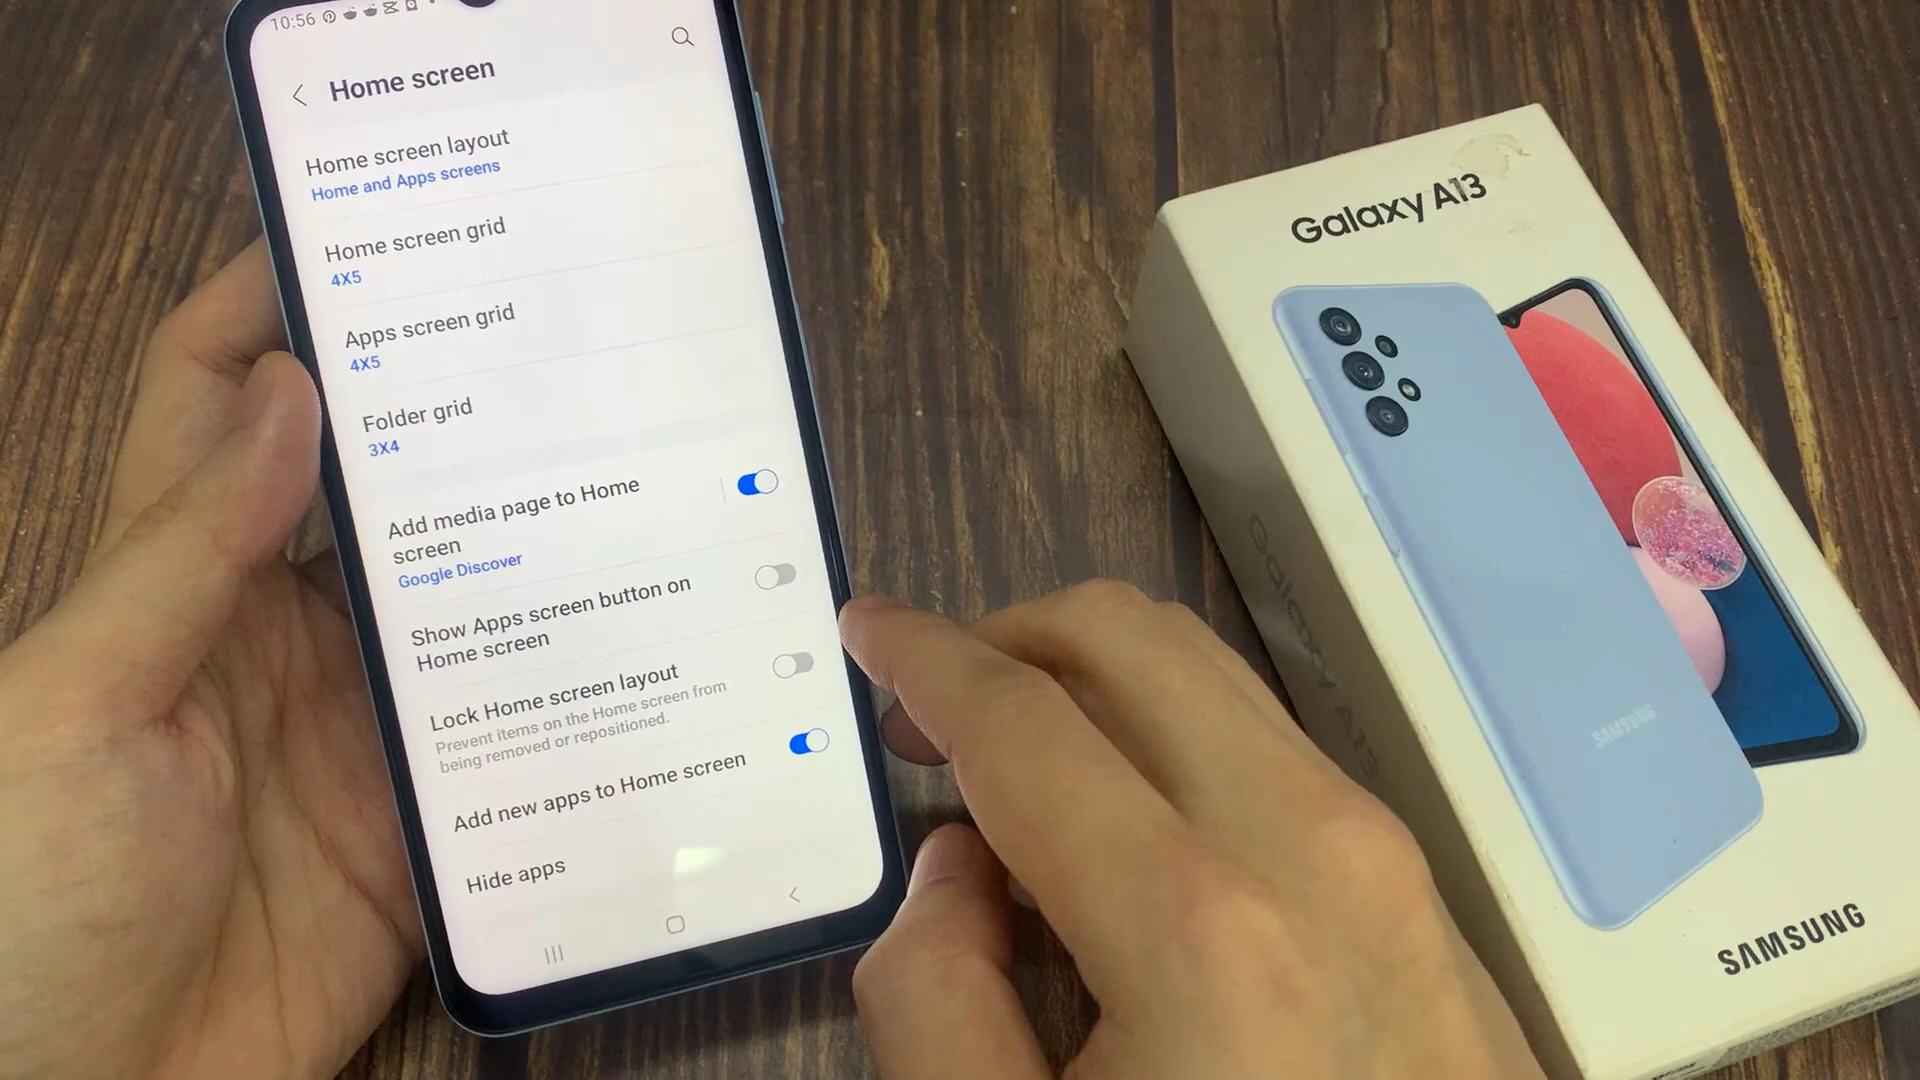 10:56
Home screen
Home screen layout
Home and Apps screens
Home screen grid
4X5
Apps screen grid
4X5
Folder grid
3X4
Add media page to Home
screen
Google Discover
Show Apps screen button on
Home screen
Lock Home screen layout
Prevent items on the Home screen from
being removed or repositioned.
Add new apps to Home screen
Hide apps
Galaxy A13
SAMSUNG
SAMSUNG
Galaxy A13